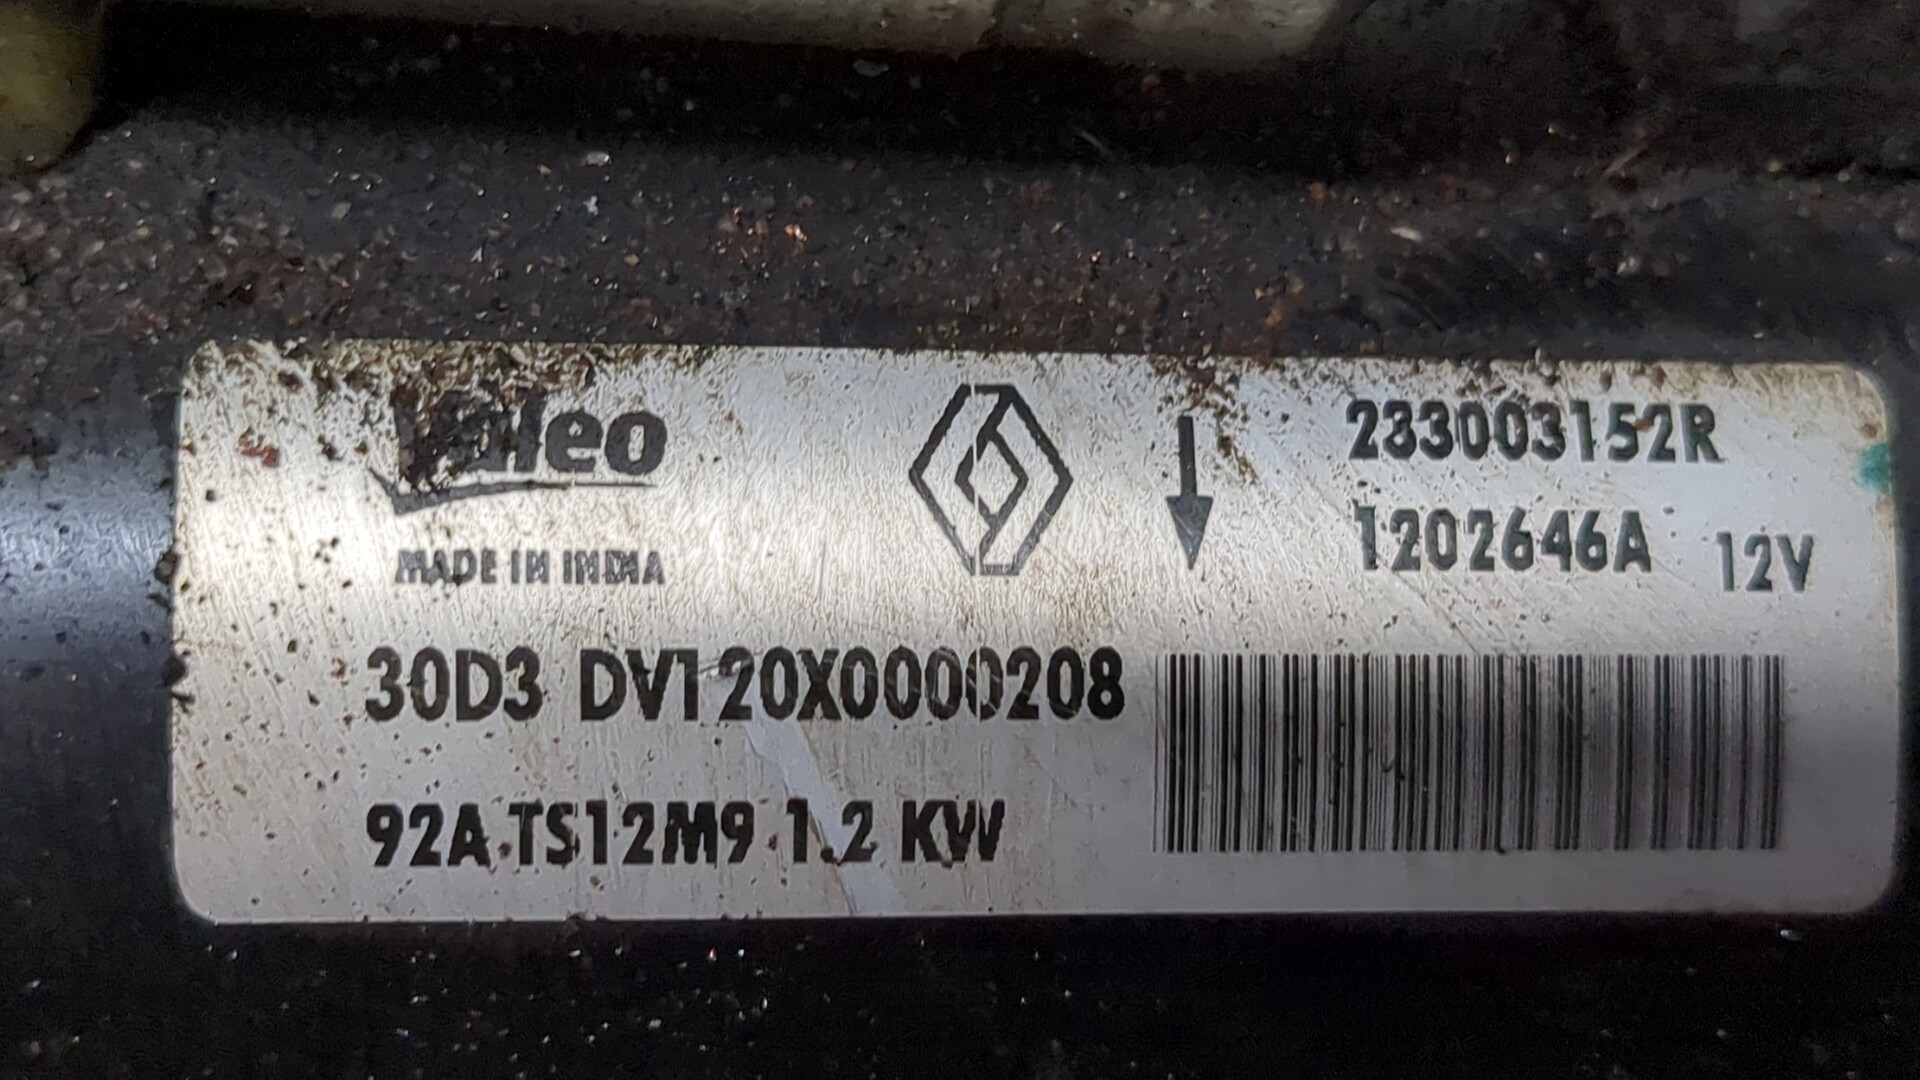 Valeo
MADE IN INDIA
233003152R
1202646A 12V
30D3 DV120X0000208
92A TS12M9 1.2 KW